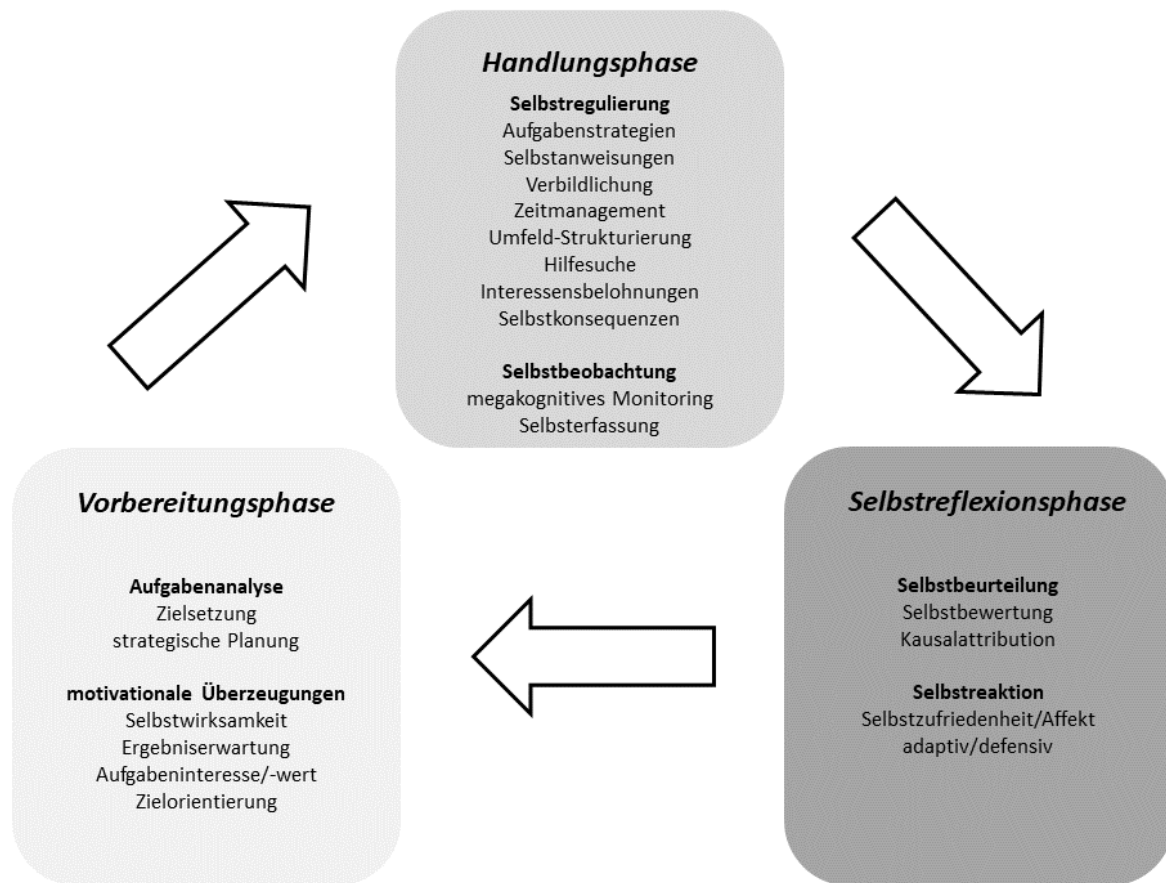 Handlungsphase
Selbstregulierung
Aufgabenstrategien
Selbstanweisungen
Verbildlichung
Zeitmanagement
Umfeld-Strukturierung
Hilfesuche
Interessensbelohnungen
Selbstkonsequenzen
Selbstbeobachtung
megakognitives Monitoring
Selbsterfassung
Vorbereitungsphase
Aufgabenanalyse
Zielsetzung
strategische Planung
motivationale Überzeugungen
Selbstwirksamkeit
Ergebniserwartung
Aufgabeninteresse/-wert
Zielorientierung
Selbstreflexionsphase
Selbstbeurteilung
Selbstbewertung
Kausalattribution
Selbstreaktion
Selbstzufriedenheit/Affekt
adaptiv/defensiv